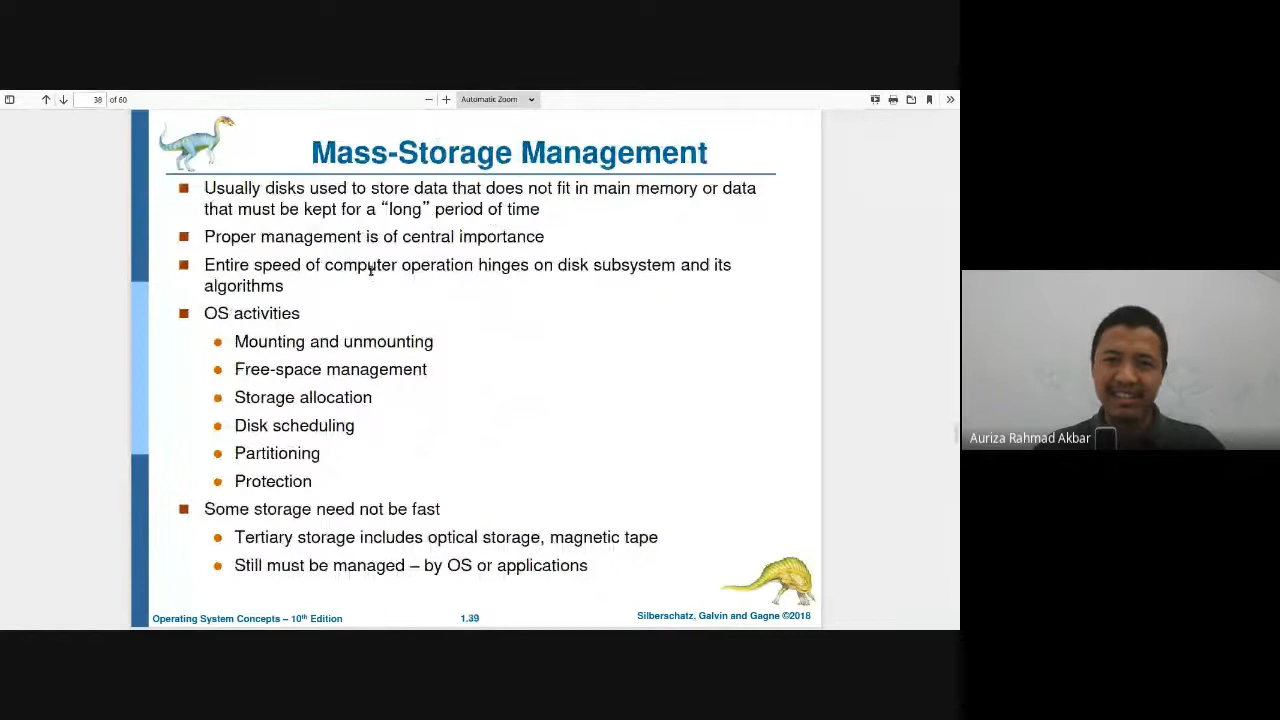 38 of 60
Automatic Zoom
Mass-Storage Management
Usually disks used to store data that does not fit in main memory or data
that must be kept for a “long” period of time
Proper management is of central importance
Entire speed of computer operation hinges on disk subsystem and its
algorithms
OS activities
Mounting and unmounting
Free-space management
Storage allocation
Disk scheduling
Partitioning
Protection
Some storage need not be fast
Tertiary storage includes optical storage, magnetic tape
Still must be managed – by OS or applications
Operating System Concepts – 10th Edition
1.39
Silberschatz, Galvin and Gagne ©2018
Auriza Rahmad Akbar